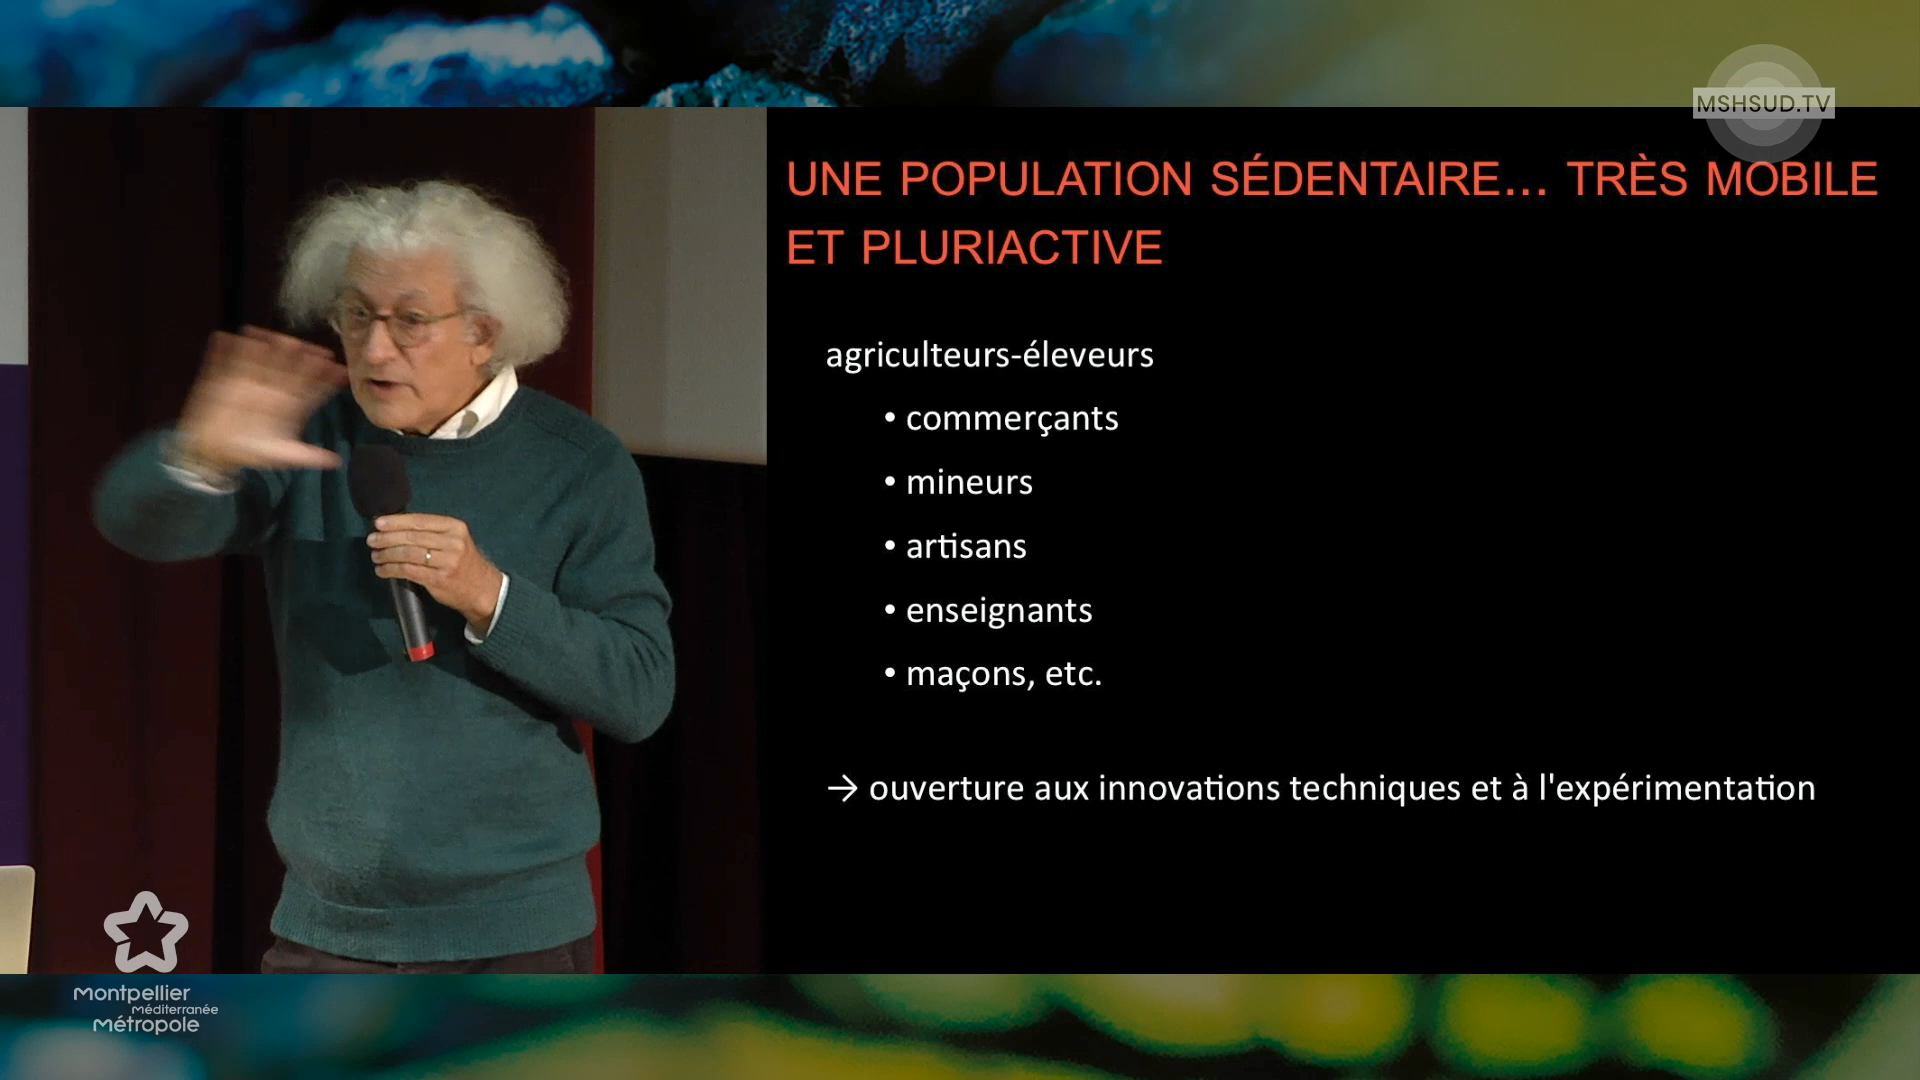 MSHSUD.TV
UNE POPULATION SÉDENTAIRE... TRÈS MOBILE
ET PLURIACTIVE
agriculteurs-éleveurs
• commerçants
• mineurs
• artisans
• enseignants
• maçons, etc.
→ ouverture aux innovations techniques et à l'expérimentation
montpellier
méditerranée
métropole